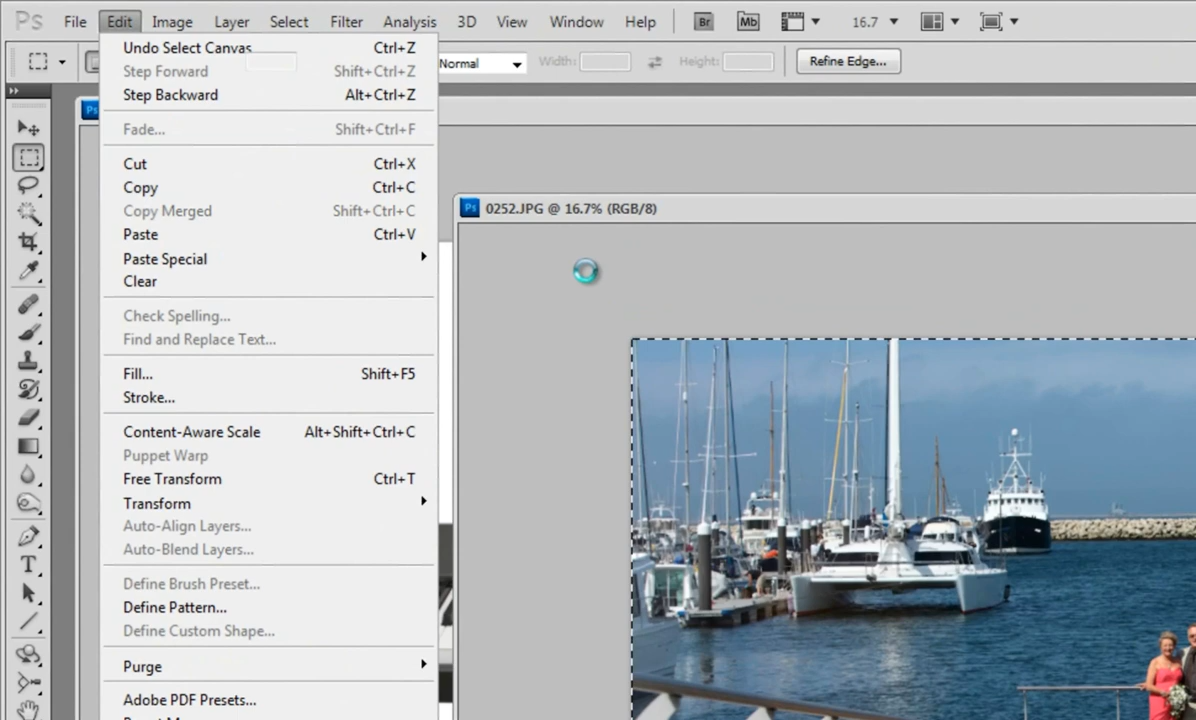 Ps File Edit Image Layer Select Filter Analysis 3D View Window Help Br Mb 16.7
Normal Width: Height: Refine Edge...
Undo Select Canvas Ctrl+Z
Step Forward Shift+Ctrl+Z
Step Backward Alt+Ctrl+Z
Fade... Shift+Ctrl+F
Cut Ctrl+X
Copy Ctrl+C
Copy Merged Shift+Ctrl+C
Paste Ctrl+V
Paste Special
Clear
Check Spelling...
Find and Replace Text...
Fill... Shift+F5
Stroke...
Content-Aware Scale Alt+Shift+Ctrl+C
Puppet Warp
Free Transform Ctrl+T
Transform
Auto-Align Layers...
Auto-Blend Layers...
Define Brush Preset...
Define Pattern...
Define Custom Shape...
Purge
Adobe PDF Presets...
Ps
Ps 0252.JPG @ 16.7% (RGB/8)